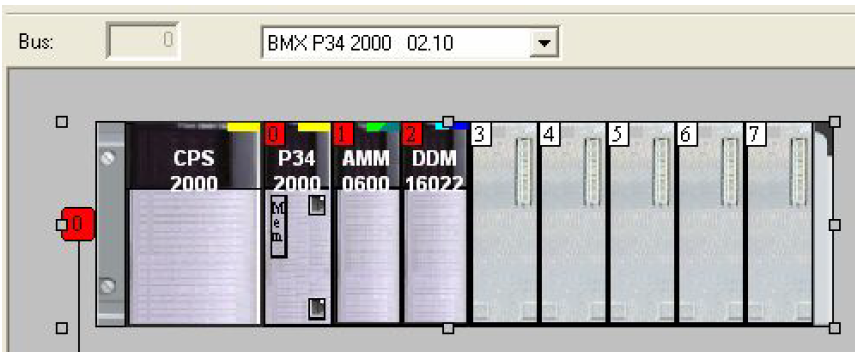 Bus: 0 BMX P34 2000 02.10
0 1 2 3 4 5 6 7
CPS P34 AMM DDM
2000 2000 0600 16022
Mem
0